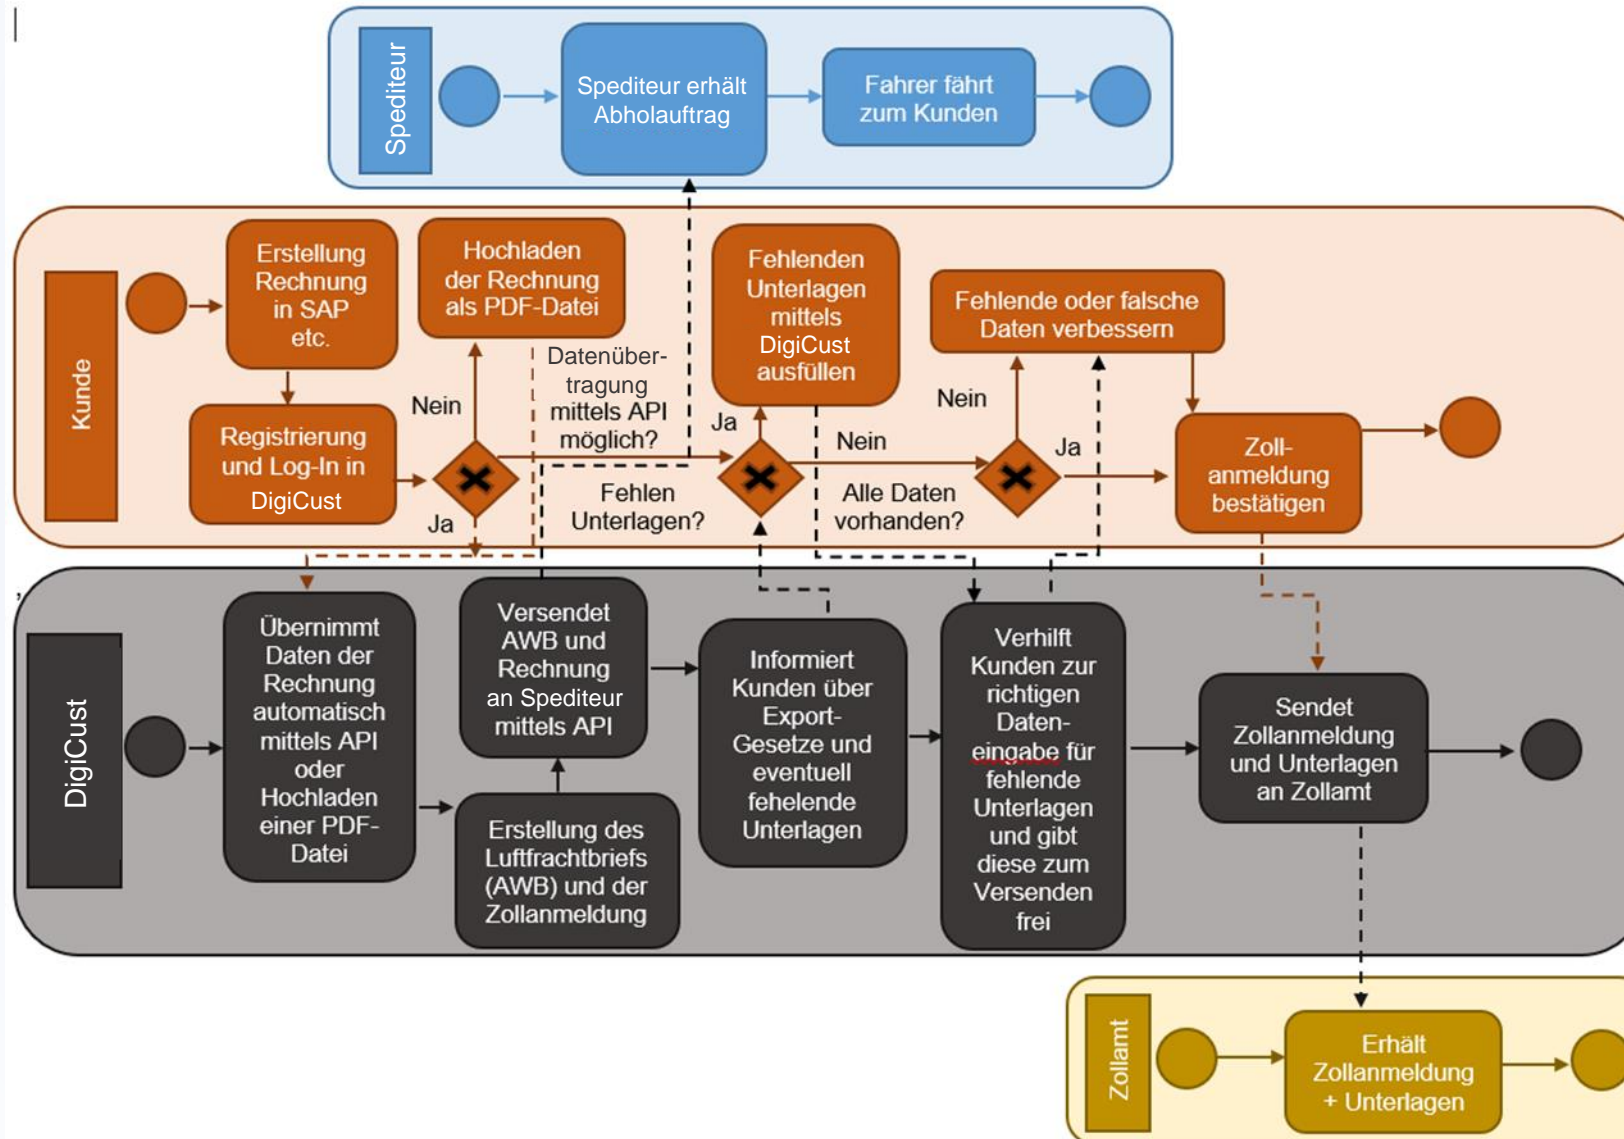 Spediteur
Spediteur erhält
Abholauftrag
Fahrer fährt
zum Kunden
Kunde
Erstellung
Rechnung
in SAP
etc.
Hochladen
der Rechnung
als PDF-Datei
Registrierung
und Log-In in
DigiCust
Nein
Ja
Datenüber-
tragung
mittels API
möglich?
Fehlenden
Unterlagen
mittels
DigiCust
ausfüllen
Ja
Nein
Fehlen
Unterlagen?
Fehlende oder falsche
Daten verbessern
Nein
Ja
Alle Daten
vorhanden?
Zoll-
anmeldung
bestätigen
,
DigiCust
Übernimmt
Daten der
Rechnung
automatisch
mittels API
oder
Hochladen
einer PDF-
Datei
Versendet
AWB und
Rechnung
an Spediteur
mittels API
Erstellung des
Luftfrachtbriefs
(AWB) und der
Zollanmeldung
Informiert
Kunden über
Export-
Gesetze und
eventuell
fehelende
Unterlagen
Verhilft
Kunden zur
richtigen
Daten-
eingabe für
fehlende
Unterlagen
und gibt
diese zum
Versenden
frei
Sendet
Zollanmeldung
und Unterlagen
an Zollamt
Zollamt
Erhält
Zollanmeldung
+ Unterlagen